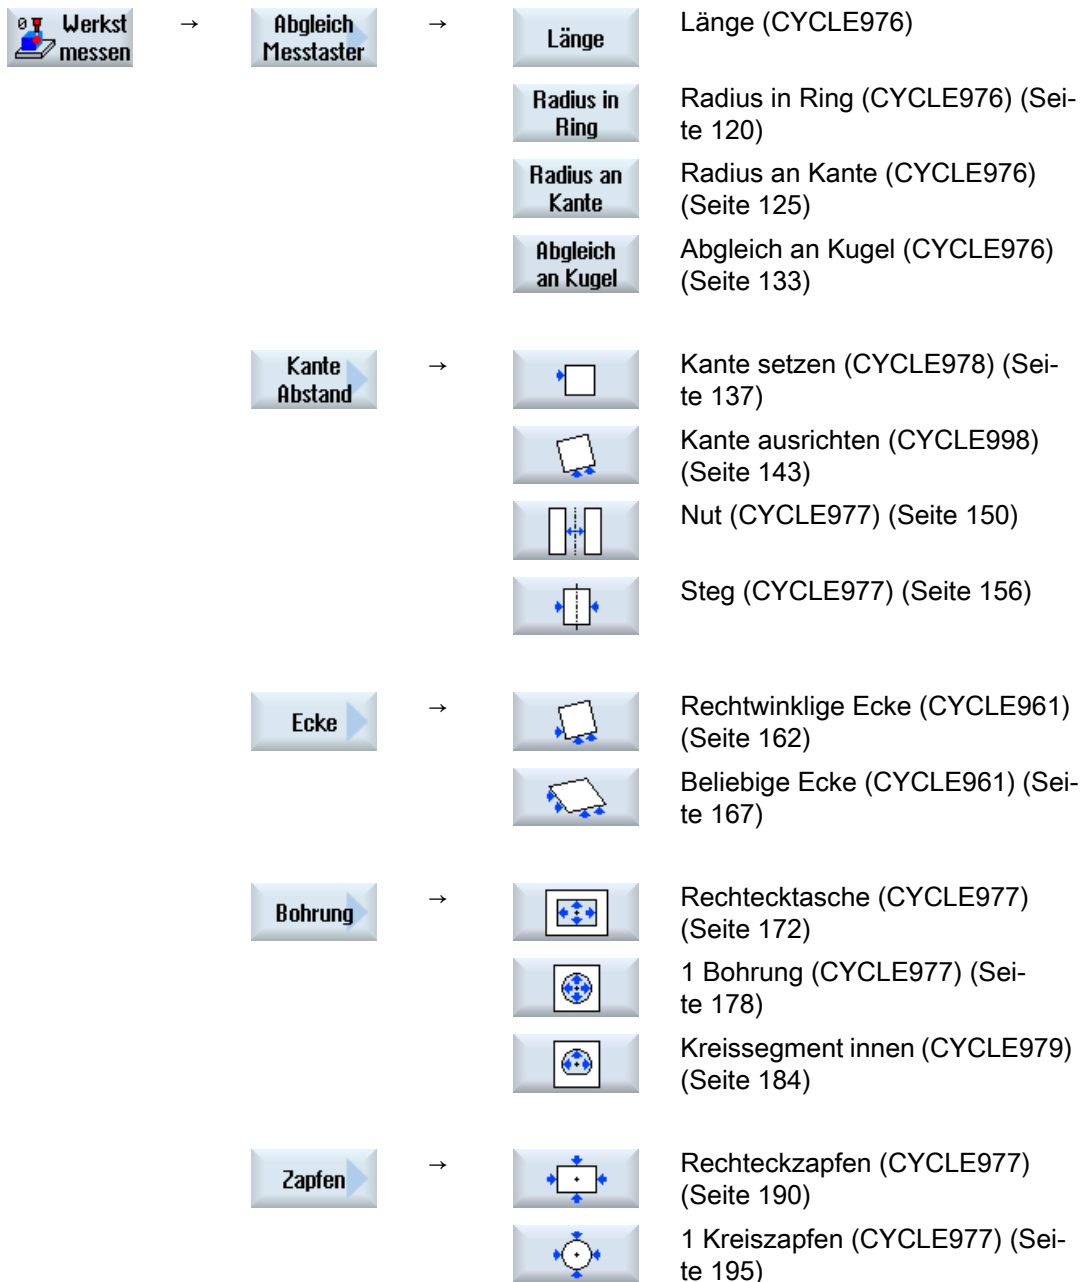 Werkst
messen
→
Abgleich
Messtaster
→
Länge
Länge (CYCLE976)
Radius in
Ring
Radius in Ring (CYCLE976) (Sei-
te 120)
Radius an
Kante
Radius an Kante (CYCLE976)
(Seite 125)
Abgleich
an Kugel
Abgleich an Kugel (CYCLE976)
(Seite 133)
Kante
Abstand
→
Kante setzen (CYCLE978) (Sei-
te 137)
Kante ausrichten (CYCLE998)
(Seite 143)
Nut (CYCLE977) (Seite 150)
Steg (CYCLE977) (Seite 156)
Ecke
→
Rechtwinklige Ecke (CYCLE961)
(Seite 162)
Beliebige Ecke (CYCLE961) (Sei-
te 167)
Bohrung
→
Rechtecktasche (CYCLE977)
(Seite 172)
1 Bohrung (CYCLE977) (Sei-
te 178)
Kreissegment innen (CYCLE979)
(Seite 184)
Zapfen
→
Rechteckzapfen (CYCLE977)
(Seite 190)
1 Kreiszapfen (CYCLE977) (Sei-
te 195)